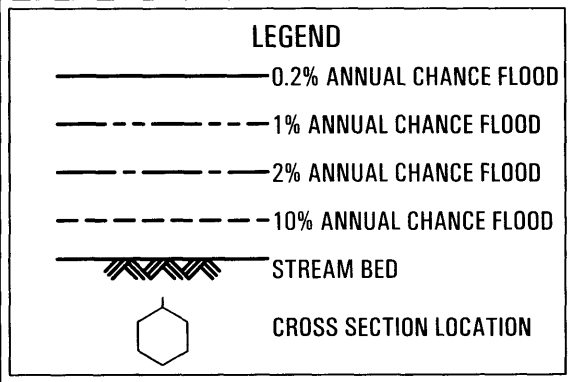 LEGEND
0.2% ANNUAL CHANCE FLOOD
1% ANNUAL CHANCE FLOOD
2% ANNUAL CHANCE FLOOD
10% ANNUAL CHANCE FLOOD
STREAM BED
CROSS SECTION LOCATION